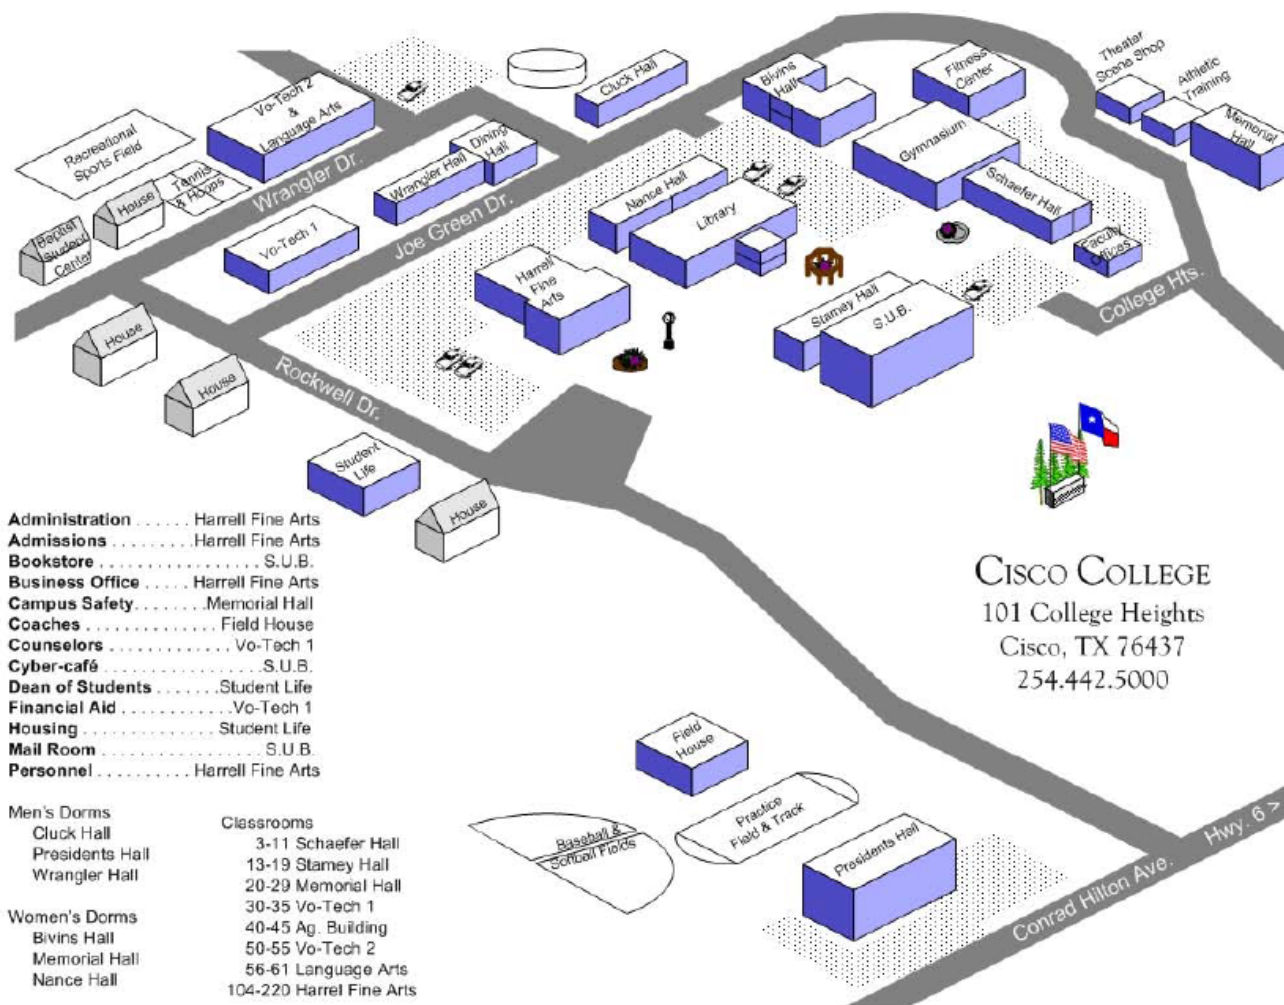 Theater
Scene Shop
Athletic
Training
Memorial
Hall
Fitness
Center
Bivins
Hall
Cluck Hall
Vo-Tech 2
&
Language Arts
Recreational
Sports Field
Tennis
& Hoops
House
Baptist
Student
Center
Wrangler Dr.
Dining
Hall
Wrangler Hall
Joe Green Dr.
Vo-Tech 1
Gymnasium
Schaefer Hall
Faculty
Offices
College Hts.
Nance Hall
Library
Harrell
Fine
Arts
Stamey Hall
S.U.B.
House
House
Rockwell Dr.
Student
Life
House
Administration . . . . . . Harrell Fine Arts
Admissions . . . . . . . . . Harrell Fine Arts
Bookstore . . . . . . . . . . . . . . . . . S.U.B.
Business Office . . . . . Harrell Fine Arts
Campus Safety. . . . . . . . Memorial Hall
Coaches . . . . . . . . . . . . . . Field House
Counselors . . . . . . . . . . . . . Vo-Tech 1
Cyber-café . . . . . . . . . . . . . . . . S.U.B.
Dean of Students . . . . . . . Student Life
Financial Aid . . . . . . . . . . . . Vo-Tech 1
Housing . . . . . . . . . . . . . . . Student Life
Mail Room . . . . . . . . . . . . . . . . S.U.B.
Personnel . . . . . . . . . . Harrell Fine Arts
CISCO COLLEGE
101 College Heights
Cisco, TX 76437
254.442.5000
Men's Dorms
Cluck Hall
Presidents Hall
Wrangler Hall
Women's Dorms
Bivins Hall
Memorial Hall
Nance Hall
Classrooms
3-11 Schaefer Hall
13-19 Stamey Hall
20-29 Memorial Hall
30-35 Vo-Tech 1
40-45 Ag. Building
50-55 Vo-Tech 2
56-61 Language Arts
104-220 Harrel Fine Arts
Field
House
Practice
Field & Track
Baseball &
Softball Fields
Presidents Hall
Conrad Hilton Ave.
Hwy. 6 >